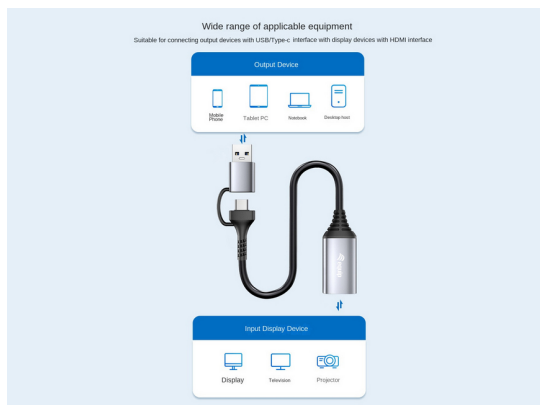 Wide range of applicable equipment
Suitable for connecting output devices with USB/Type-c interface with display devices with HDMI interface
Output Device
Mobile
Phone
Tablet PC
Notebook
Desktop host
Input Display Device
Display
Television
Projector